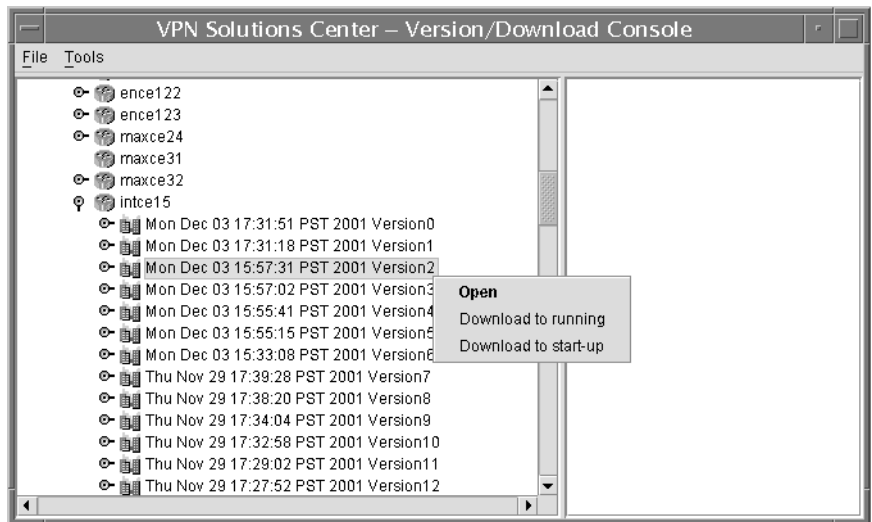 VPN Solutions Center – Version/Download Console
File Tools
ence122
ence123
maxce24
maxce31
maxce32
intce15
Mon Dec 03 17:31:51 PST 2001 Version0
Mon Dec 03 17:31:18 PST 2001 Version1
Mon Dec 03 15:57:31 PST 2001 Version2
Mon Dec 03 15:57:02 PST 2001 Version3
Mon Dec 03 15:55:41 PST 2001 Version4
Mon Dec 03 15:55:15 PST 2001 Version5
Mon Dec 03 15:33:08 PST 2001 Version6
Thu Nov 29 17:39:28 PST 2001 Version7
Thu Nov 29 17:38:20 PST 2001 Version8
Thu Nov 29 17:34:04 PST 2001 Version9
Thu Nov 29 17:32:58 PST 2001 Version10
Thu Nov 29 17:29:02 PST 2001 Version11
Thu Nov 29 17:27:52 PST 2001 Version12
Open
Download to running
Download to start-up